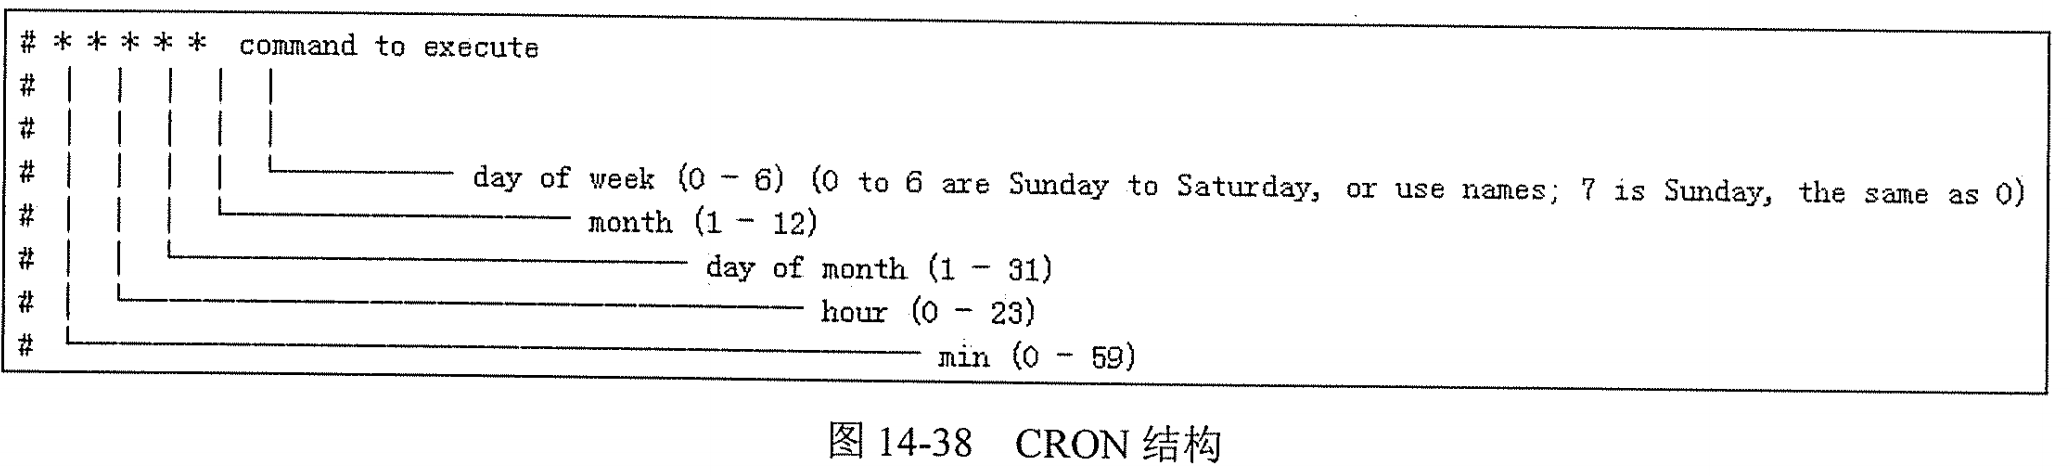 # * * * * * command to execute
# | | | | |
# | | | | |
# | | | | └────────── day of week (0 - 6) (0 to 6 are Sunday to Saturday, or use names; 7 is Sunday, the same as 0)
# | | | └─────────────── month (1 - 12)
# | | └──────────────────── day of month (1 - 31)
# | └───────────────────────── hour (0 - 23)
# └────────────────────────────── min (0 - 59)
图 14-38 CRON 结构